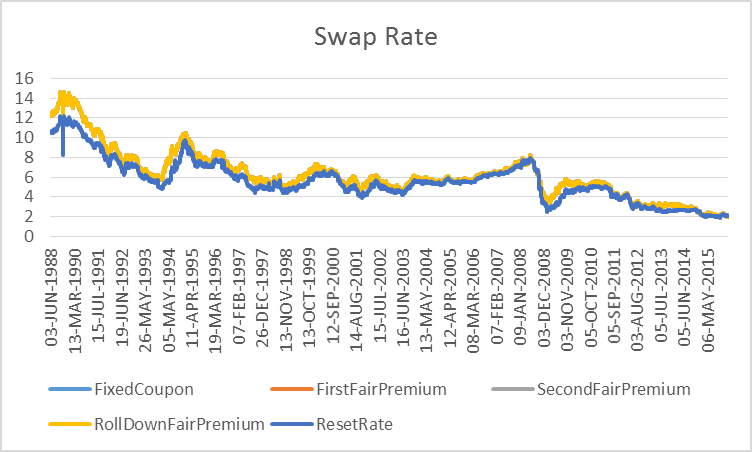 Swap Rate
16
14
12
10
8
6
4
2
0
03-JUN-1988
13-MAR-1990
15-JUL-1991
19-JUN-1992
26-MAY-1993
05-MAY-1994
11-APR-1995
19-MAR-1996
07-FEB-1997
26-DEC-1997
13-NOV-1998
13-OCT-1999
12-SEP-2000
14-AUG-2001
15-JUL-2002
26-JUN-2003
13-MAY-2004
12-APR-2005
08-MAR-2006
07-FEB-2007
09-JAN-2008
03-DEC-2008
03-NOV-2009
05-OCT-2010
05-SEP-2011
03-AUG-2012
05-JUL-2013
05-JUN-2014
06-MAY-2015
FixedCoupon FirstFairPremium SecondFairPremium
RollDownFairPremium ResetRate